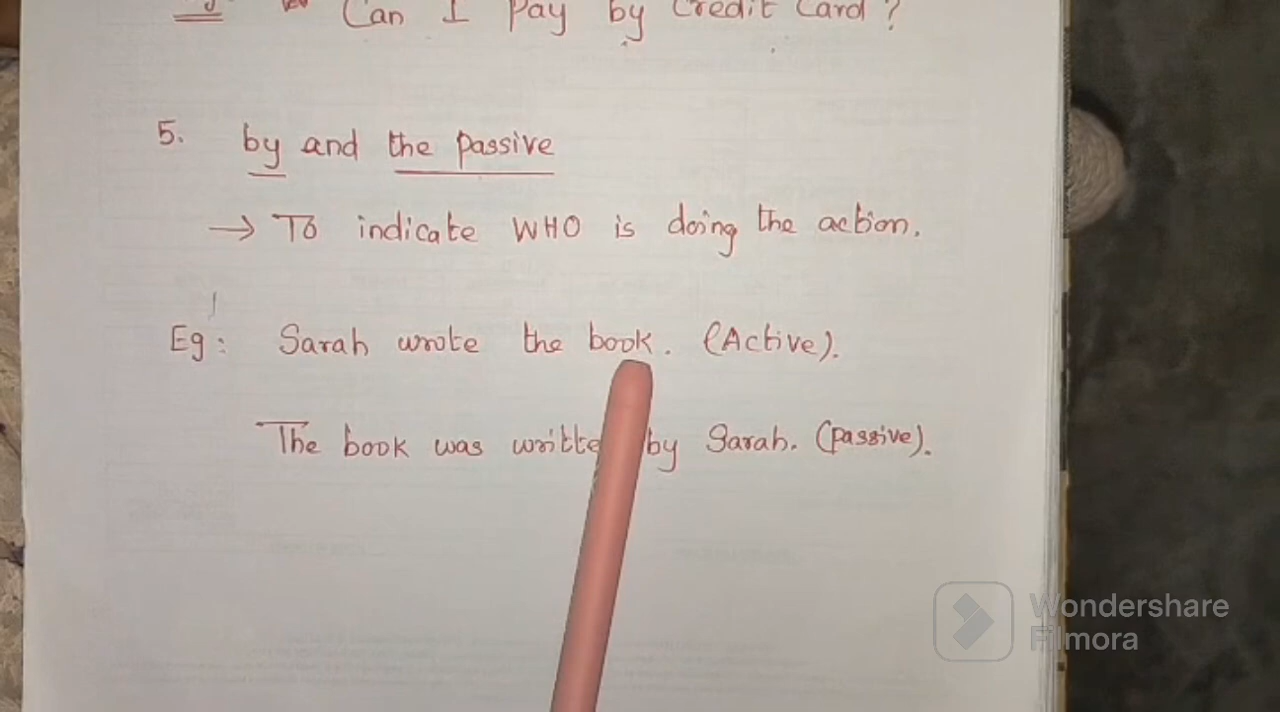 Can I Pay by Credit Card?
5. by and the passive
→ To indicate WHO is doing the action.
Eg: Sarah wrote the book. (Active).
The book was writte by Sarah. (passive).
Wondershare
Filmora